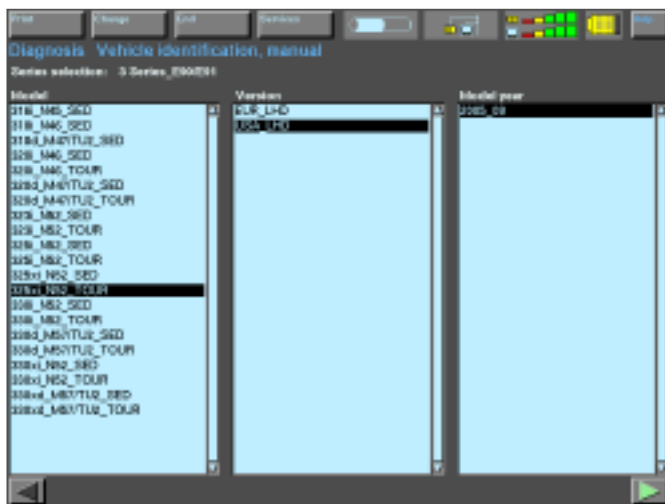 Print Change End Services Help
Diagnosis Vehicle identification, manual
Series selection: 3 Series_E90/E91
Model Version Model year
316i_N45_SED
318i_N46_SED
318d_M47/TU2_SED
320i_N46_SED
320i_N46_TOUR
320d_M47/TU2_SED
320d_M47/TU2_TOUR
323i_N52_SED
323i_N52_TOUR
325i_N52_SED
325i_N52_TOUR
325xi_N52_SED
325xi_N52_TOUR
330i_N52_SED
330i_N52_TOUR
330d_M57/TU2_SED
330d_M57/TU2_TOUR
330xi_N52_SED
330xi_N52_TOUR
330xd_M57/TU2_SED
330xd_M57/TU2_TOUR
EUR_LHD
USA_LHD
2005_09